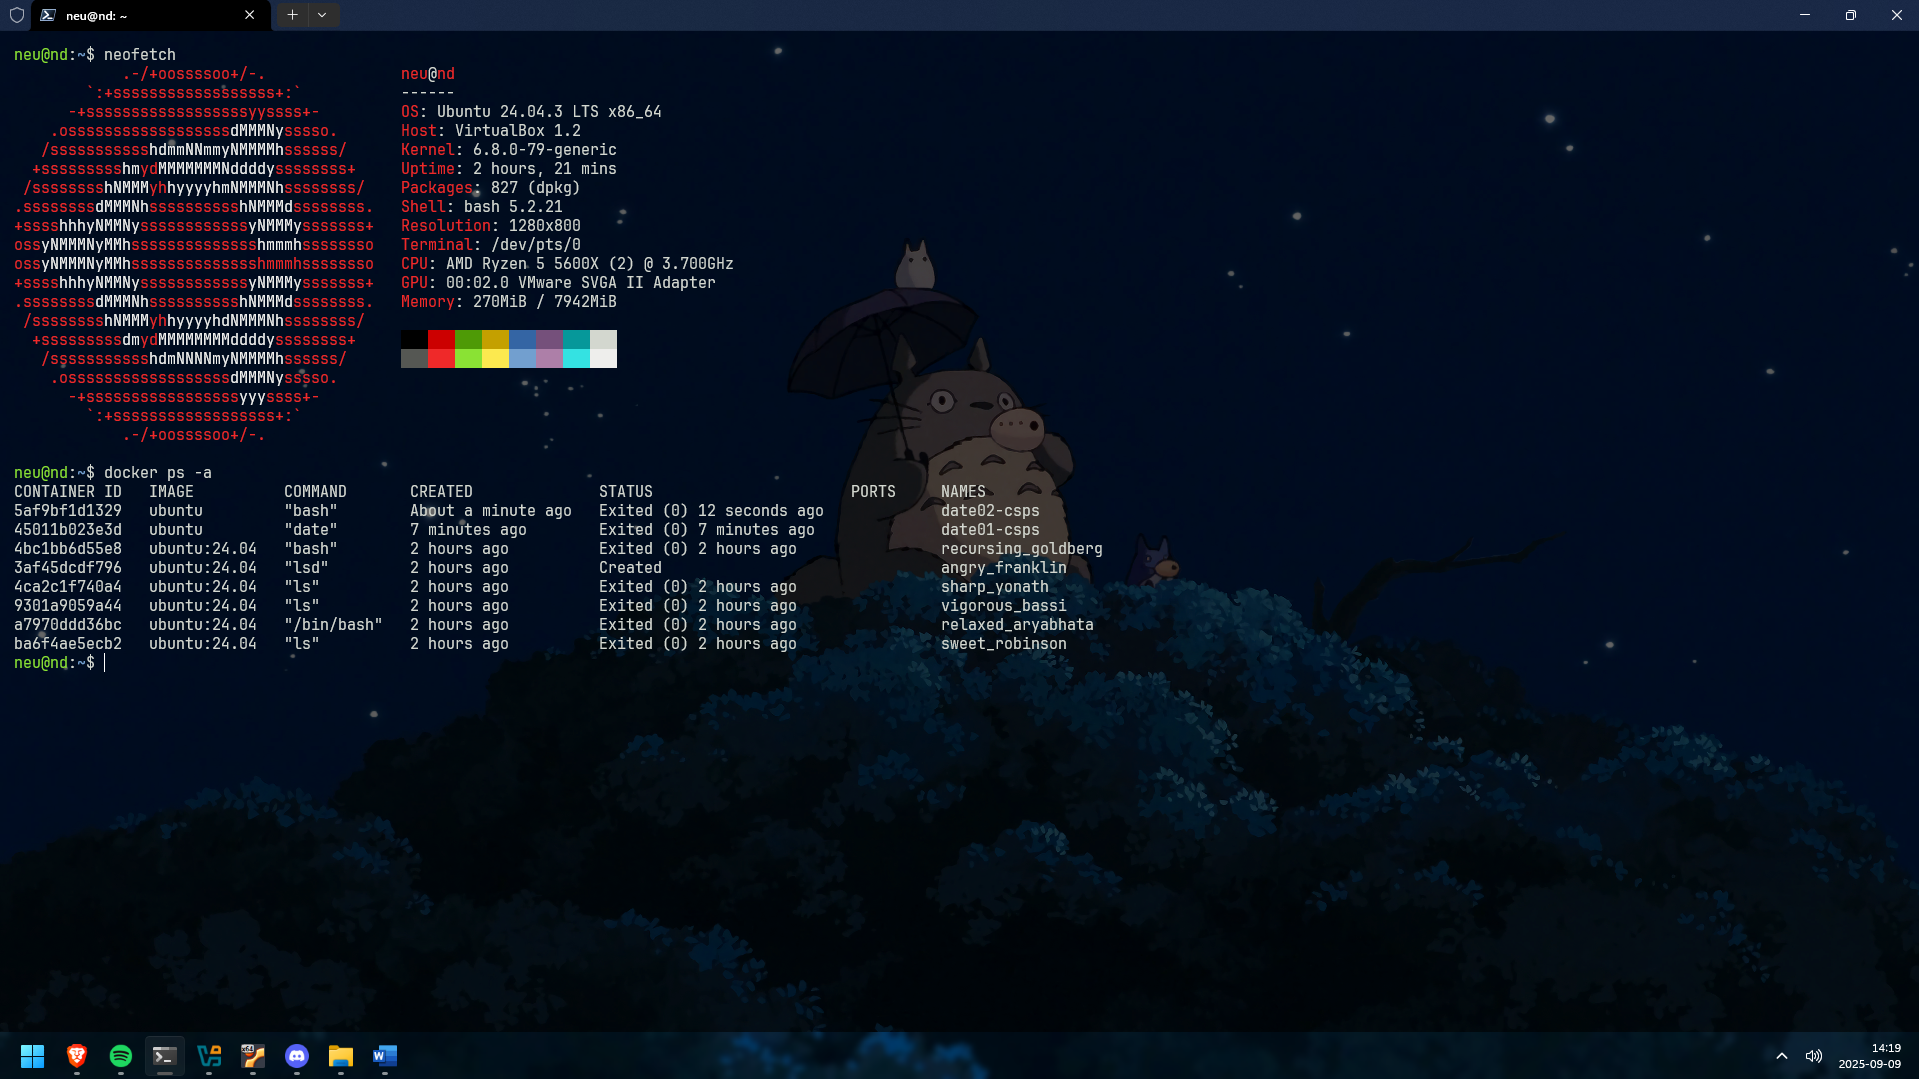 neu@nd: ~
neu@nd:~$ neofetch
            .-/+oossssoo+/-.               neu@nd
        `:+ssssssssssssssssss+:`           ------
      -+ssssssssssssssssssyyssss+-         OS: Ubuntu 24.04.3 LTS x86_64
    .ossssssssssssssssssdMMMNysssso.       Host: VirtualBox 1.2
   /ssssssssssshdmmNNmmyNMMMMhssssss/      Kernel: 6.8.0-79-generic
  +ssssssssshmydMMMMMMMNddddyssssssss+     Uptime: 2 hours, 21 mins
 /sssssssshNMMMyhhyyyyhmNMMMNhssssssss/    Packages: 827 (dpkg)
.ssssssssdMMMNhsssssssssshNMMMdssssssss.   Shell: bash 5.2.21
+sssshhhyNMMNyssssssssssssyNMMMysssssss+   Resolution: 1280x800
ossyNMMMNyMMhsssssssssssssshmmmhssssssso   Terminal: /dev/pts/0
ossyNMMMNyMMhsssssssssssssshmmmhssssssso   CPU: AMD Ryzen 5 5600X (2) @ 3.700GHz
+sssshhhyNMMNyssssssssssssyNMMMysssssss+   GPU: 00:02.0 VMware SVGA II Adapter
.ssssssssdMMMNhsssssssssshNMMMdssssssss.   Memory: 270MiB / 7942MiB
 /sssssssshNMMMyhhyyyyhdNMMMNhssssssss/
  +sssssssssdmydMMMMMMMMddddyssssssss+
   /ssssssssssshdmNNNNmyNMMMMhssssss/
    .ossssssssssssssssssdMMMNysssso.
      -+sssssssssssssssssyyyssss+-
        `:+ssssssssssssssssss+:`
            .-/+oossssoo+/-.
neu@nd:~$ docker ps -a
CONTAINER ID   IMAGE          COMMAND       CREATED              STATUS                      PORTS     NAMES
5af9bf1d1329   ubuntu         "bash"        About a minute ago   Exited (0) 12 seconds ago             date02-csps
45011b023e3d   ubuntu         "date"        7 minutes ago        Exited (0) 7 minutes ago              date01-csps
4bc1bb6d55e8   ubuntu:24.04   "bash"        2 hours ago          Exited (0) 2 hours ago                recursing_goldberg
3af45dcdf796   ubuntu:24.04   "lsd"         2 hours ago          Created                               angry_franklin
4ca2c1f740a4   ubuntu:24.04   "ls"          2 hours ago          Exited (0) 2 hours ago                sharp_yonath
9301a9059a44   ubuntu:24.04   "ls"          2 hours ago          Exited (0) 2 hours ago                vigorous_bassi
a7970ddd36bc   ubuntu:24.04   "/bin/bash"   2 hours ago          Exited (0) 2 hours ago                relaxed_aryabhata
ba6f4ae5ecb2   ubuntu:24.04   "ls"          2 hours ago          Exited (0) 2 hours ago                sweet_robinson
neu@nd:~$
x64
14:19
2025-09-09